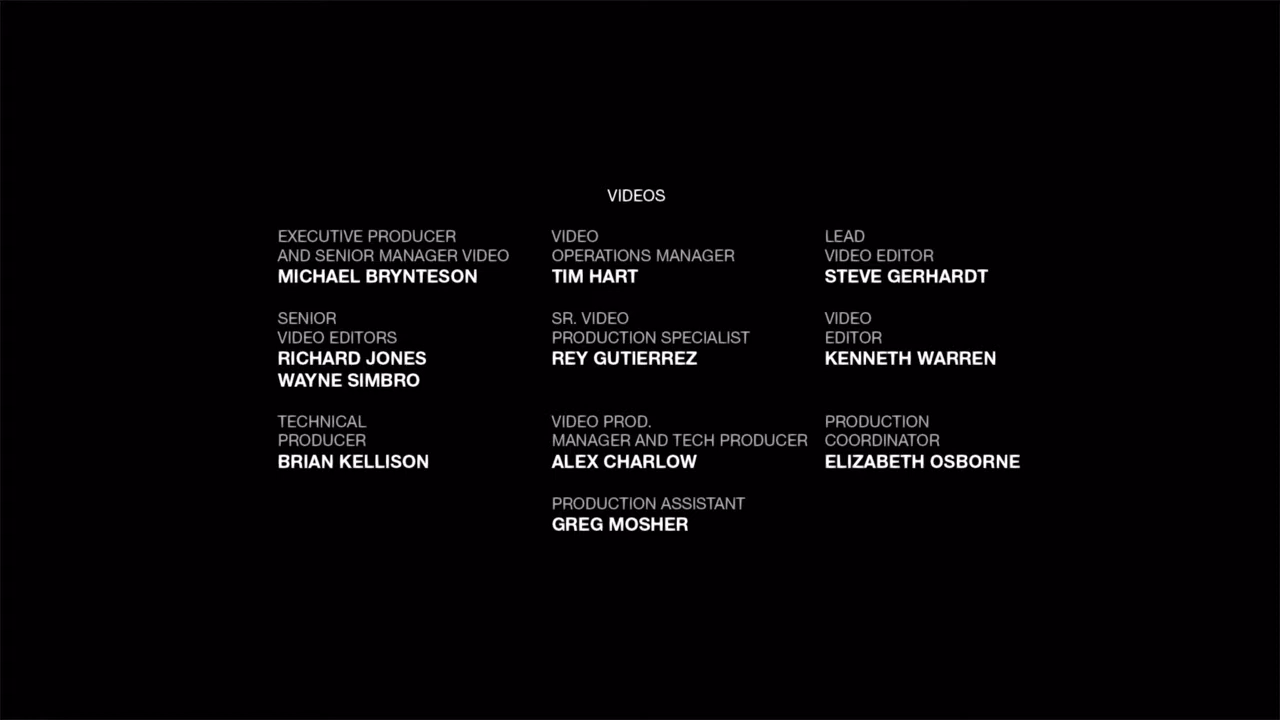 VIDEOS
EXECUTIVE PRODUCER
AND SENIOR MANAGER VIDEO
MICHAEL BRYNTESON
VIDEO
OPERATIONS MANAGER
TIM HART
LEAD
VIDEO EDITOR
STEVE GERHARDT
SENIOR
VIDEO EDITORS
RICHARD JONES
WAYNE SIMBRO
SR. VIDEO
PRODUCTION SPECIALIST
REY GUTIERREZ
VIDEO
EDITOR
KENNETH WARREN
TECHNICAL
PRODUCER
BRIAN KELLISON
VIDEO PROD.
MANAGER AND TECH PRODUCER
ALEX CHARLOW
PRODUCTION
COORDINATOR
ELIZABETH OSBORNE
PRODUCTION ASSISTANT
GREG MOSHER